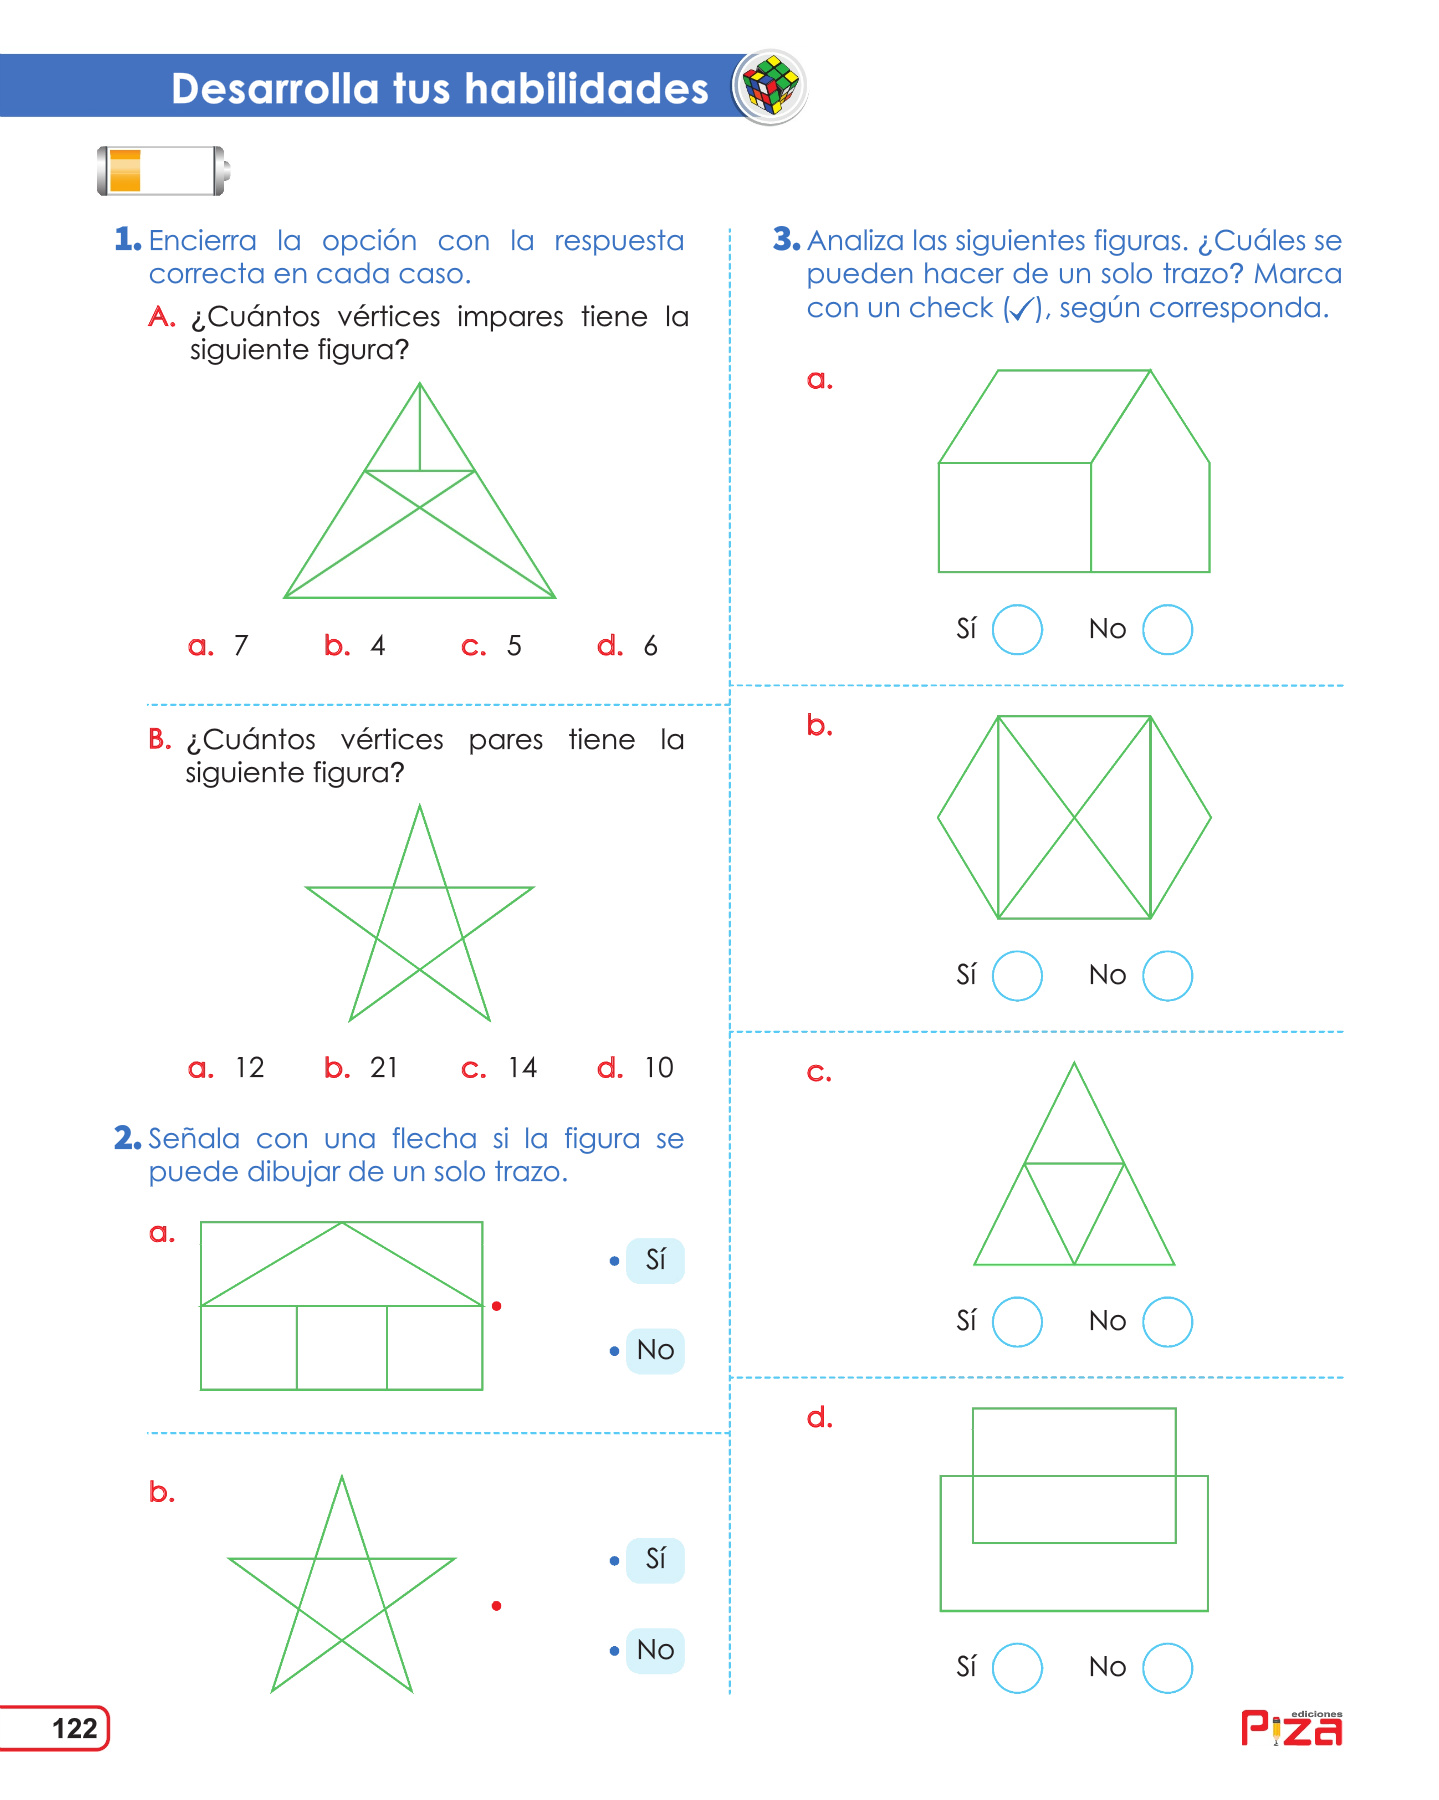 Desarrolla tus habilidades
1. Encierra la opción con la respuesta
correcta en cada caso.
A. ¿Cuántos vértices impares tiene la
siguiente figura?
a. 7 b. 4 c. 5 d. 6
B. ¿Cuántos vértices pares tiene la
siguiente figura?
a. 12 b. 21 c. 14 d. 10
2. Señala con una flecha si la figura se
puede dibujar de un solo trazo.
a.
• Sí
• No
b.
• Sí
• No
3. Analiza las siguientes figuras. ¿Cuáles se
pueden hacer de un solo trazo? Marca
con un check (✓), según corresponda.
a.
Sí No
b.
Sí No
c.
Sí No
d.
Sí No
122
ediciones
Piza